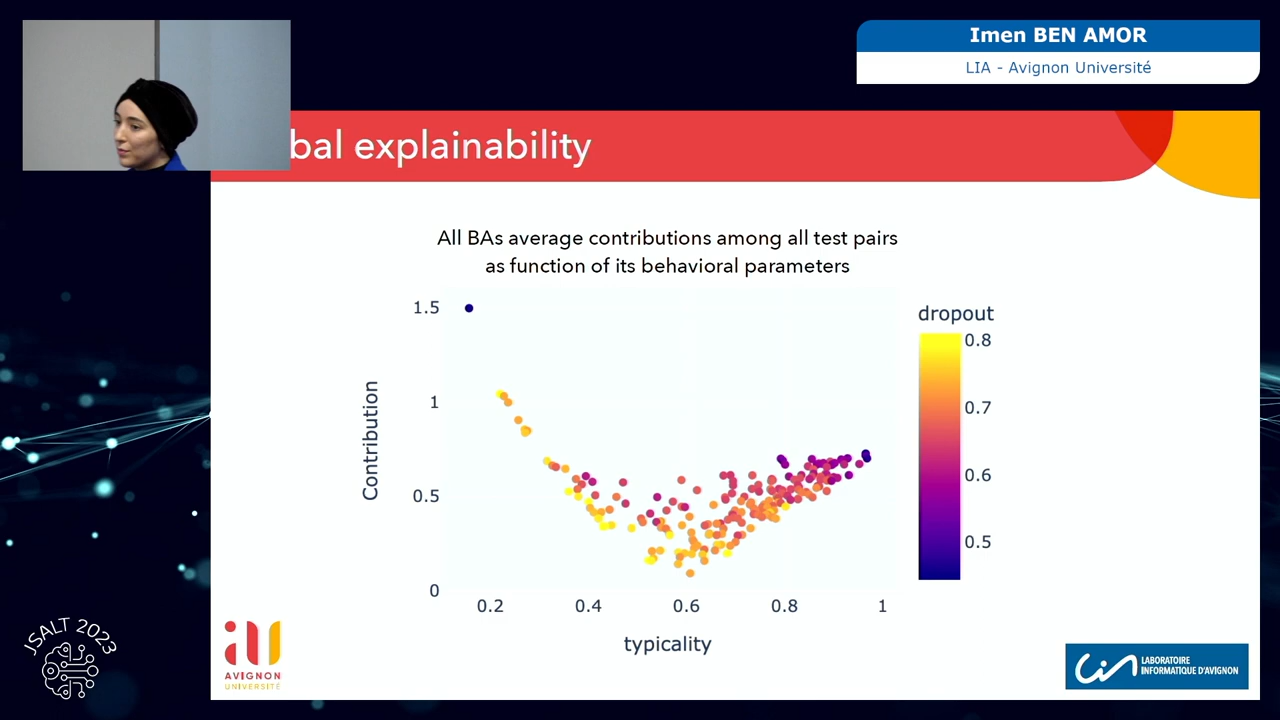 Imen BEN AMOR
LIA - Avignon Université
bal explainability
All BAs average contributions among all test pairs
as function of its behavioral parameters
1.5
1
0.5
0
Contribution
0.2
0.4
0.6
0.8
1
typicality
dropout
0.8
0.7
0.6
0.5
JSALT 2023
AVIGNON
UNIVERSITÉ
LABORATOIRE
INFORMATIQUE D'AVIGNON